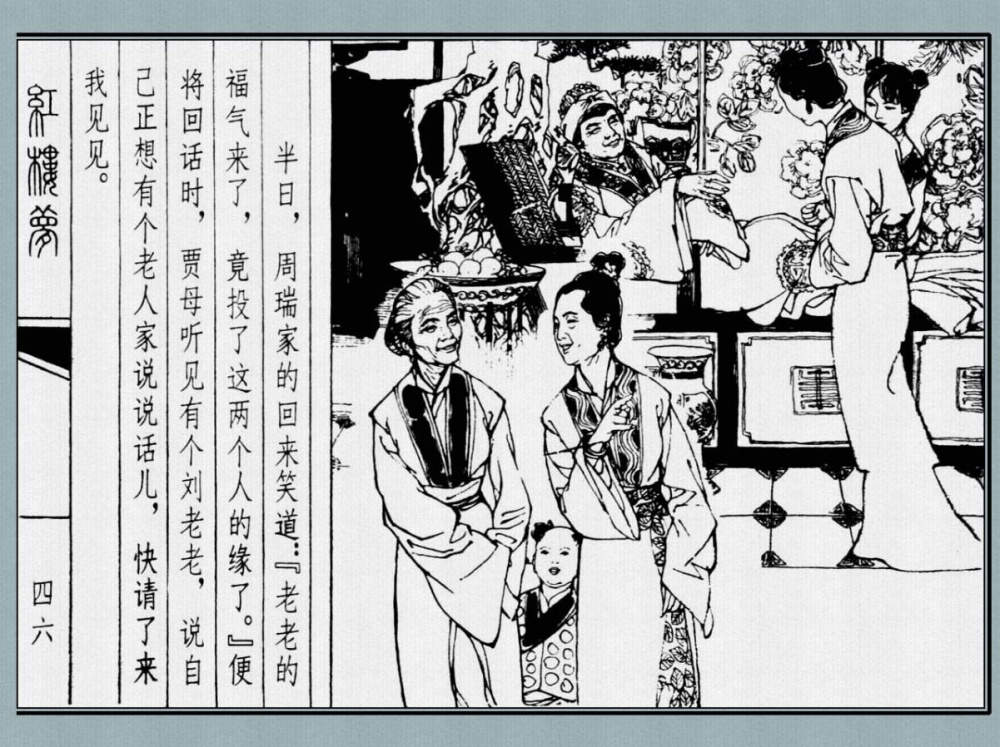 半日，周瑞家的回来笑道：『老老的
福气来了，竟投了这两个人的缘了。』便
将回话时，贾母听见有个刘老老，说自
己正想有个老人家说说话儿，快请了来
我见见。
紅樓夢
四六